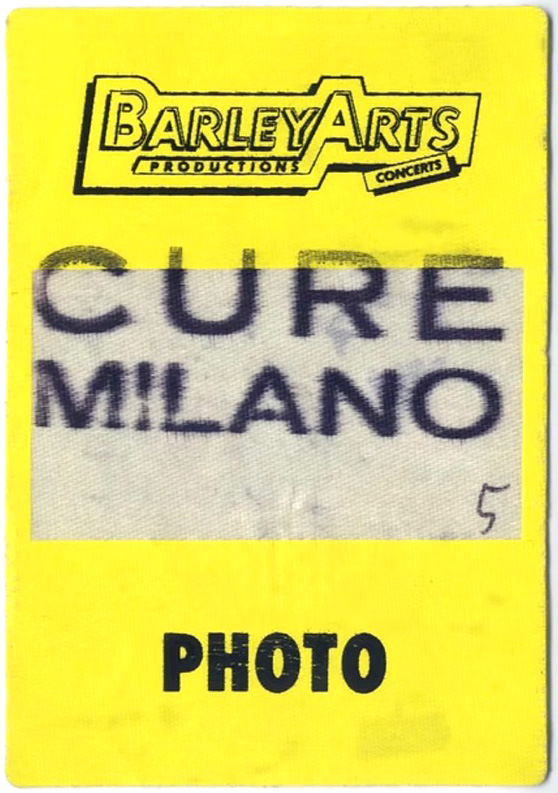 BARLEYARTS
PRODUCTIONS
CONCERTS
CURE
MILANO
5
PHOTO